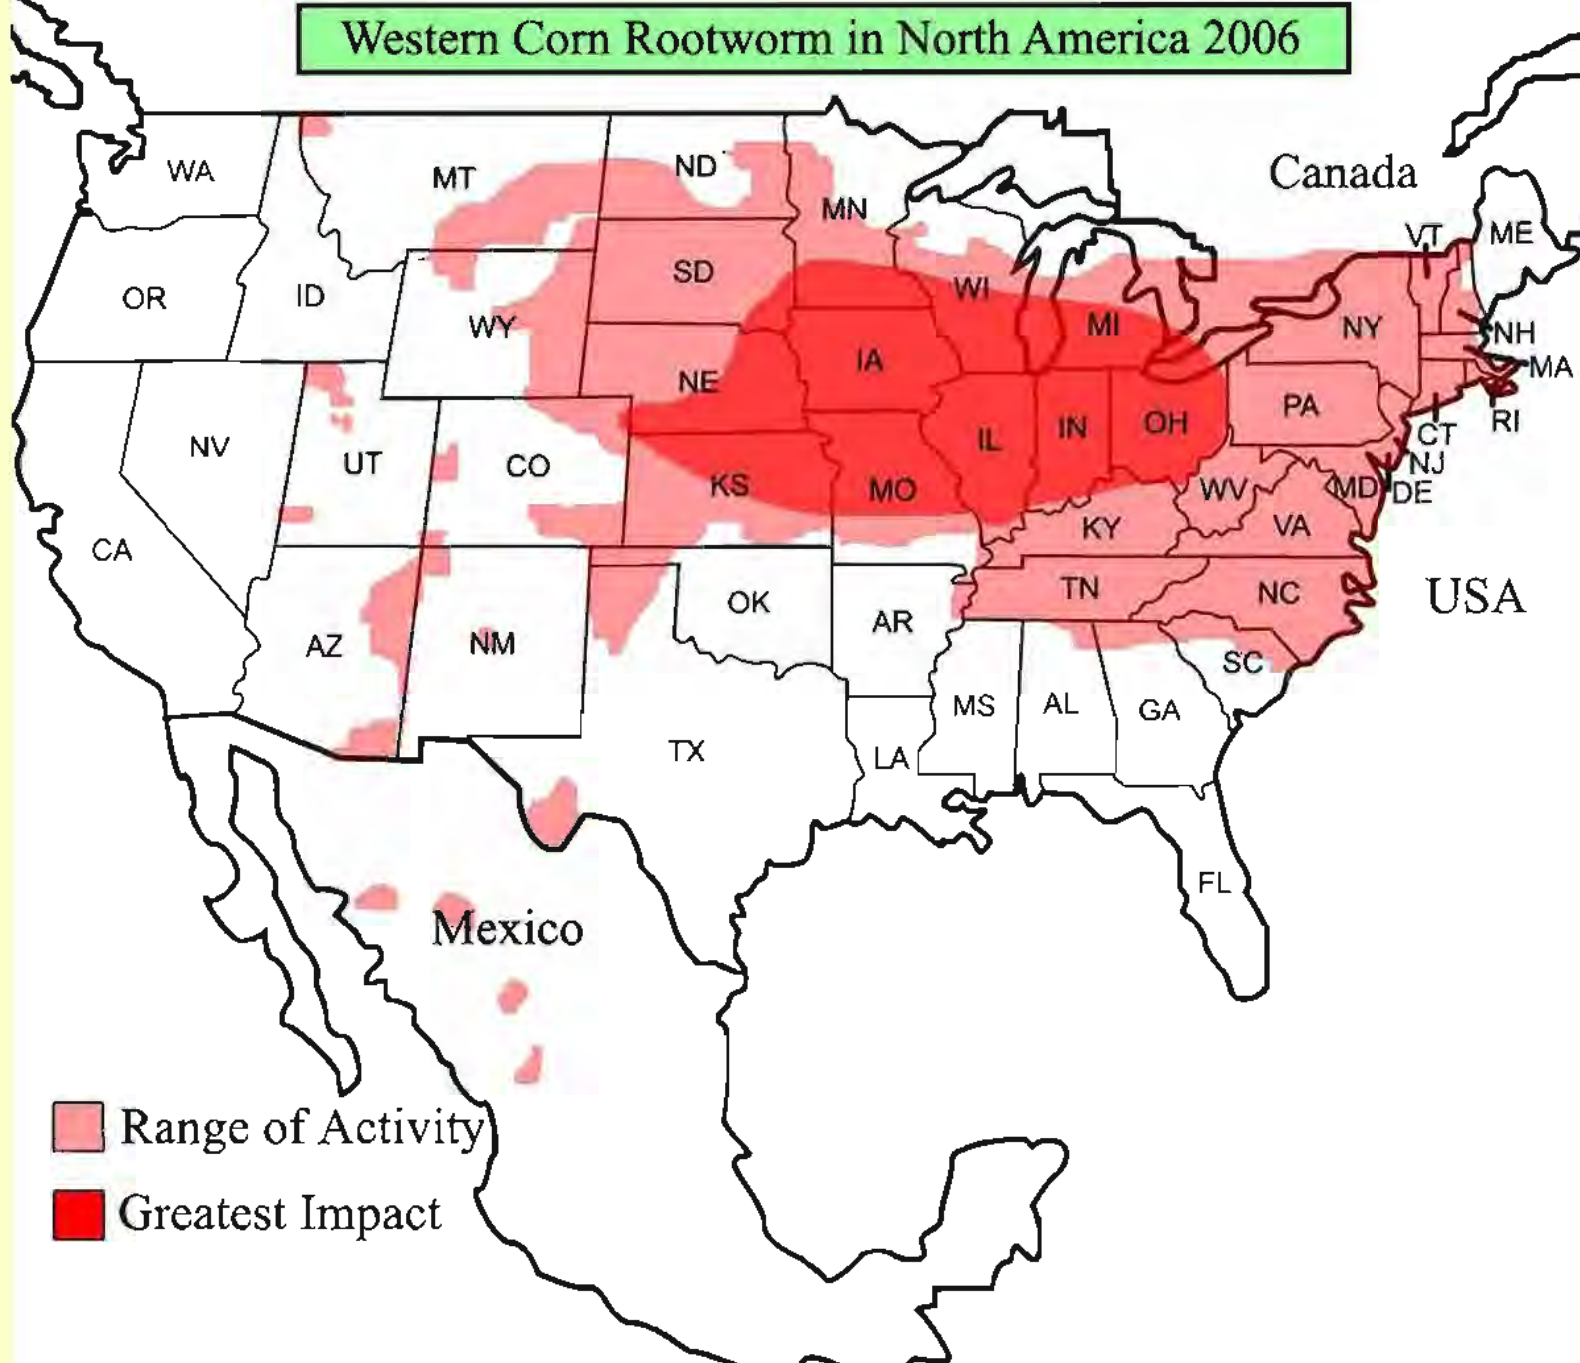 Western Corn Rootworm in North America 2006
Canada
WA
MT
ND
MN
VT
ME
OR
ID
SD
WI
WY
MI
NY
NH
IA
MA
NE
PA
RI
NV
UT
CO
IL
IN
OH
CT
NJ
KS
MO
WV
MD
DE
CA
KY
VA
USA
AZ
NM
OK
AR
TN
NC
SC
TX
LA
MS
AL
GA
FL
Mexico
Range of Activity
Greatest Impact